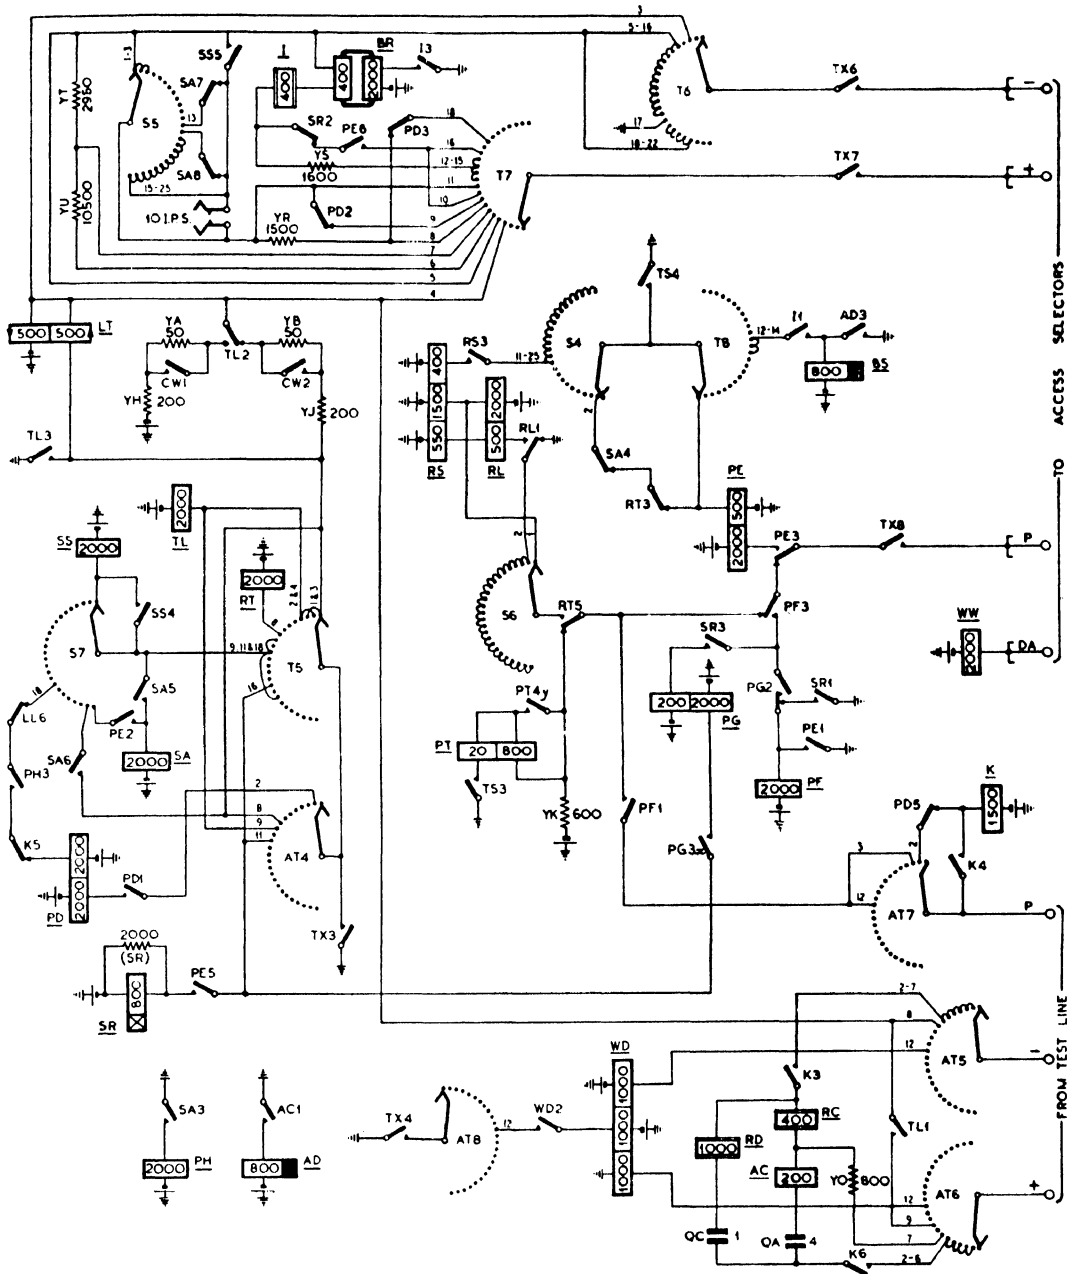 3
5-16
1-3
SS5
I
BR
I3
400
400
2000
YT
2950
SA7
S5
13
SR2
PE6
PD3
18
16
YS
1600
12-15
11
10
9
8
7
6
5
4
T7
T6
17
18-22
TX6
−
TX7
+
SA8
15-25
YU
10500
10 I.P.S.
YR
1500
PD2
TO ACCESS SELECTORS
500
500
LT
YA
50
YB
50
TL2
CW1
CW2
YH
200
YJ
200
TL3
TS4
S4
T8
12-14
I1
AD3
800
BS
RS3
11-25
400
1500
550
RS
2000
500
RL
RL1
2
SA4
RT3
PE
500
2000
PE3
TX8
P
SS
2000
2000
TL
2000
RT
2 & 4
1 & 3
8
SS4
S7
9,11&18
T5
16
18
LL6
SA5
PE2
SA6
2000
SA
PH3
K5
2
1
S6
RT5
PF3
SR3
WW
2000
DA
PT4y
200
2000
PG
PG2
SR1
PE1
PT
20
800
TS3
YK
600
PF1
2000
PF
PG3x
2
8
9
11
AT4
PD1
2000
2000
PD
TX3
2000
(SR)
800
SR
PE5
PD5
K
1500
2
K4
3
12
AT7
P
2-7
8
12
AT5
−
FROM TEST LINE
SA3
2000
PH
AC1
800
AD
TX4
AT8
12
WD2
WD
1000
1000
1000
K3
RC
400
RD
1000
AC
200
YO
800
TL1
AT6
12
9
7
2-6
+
QC
1
QA
4
K6